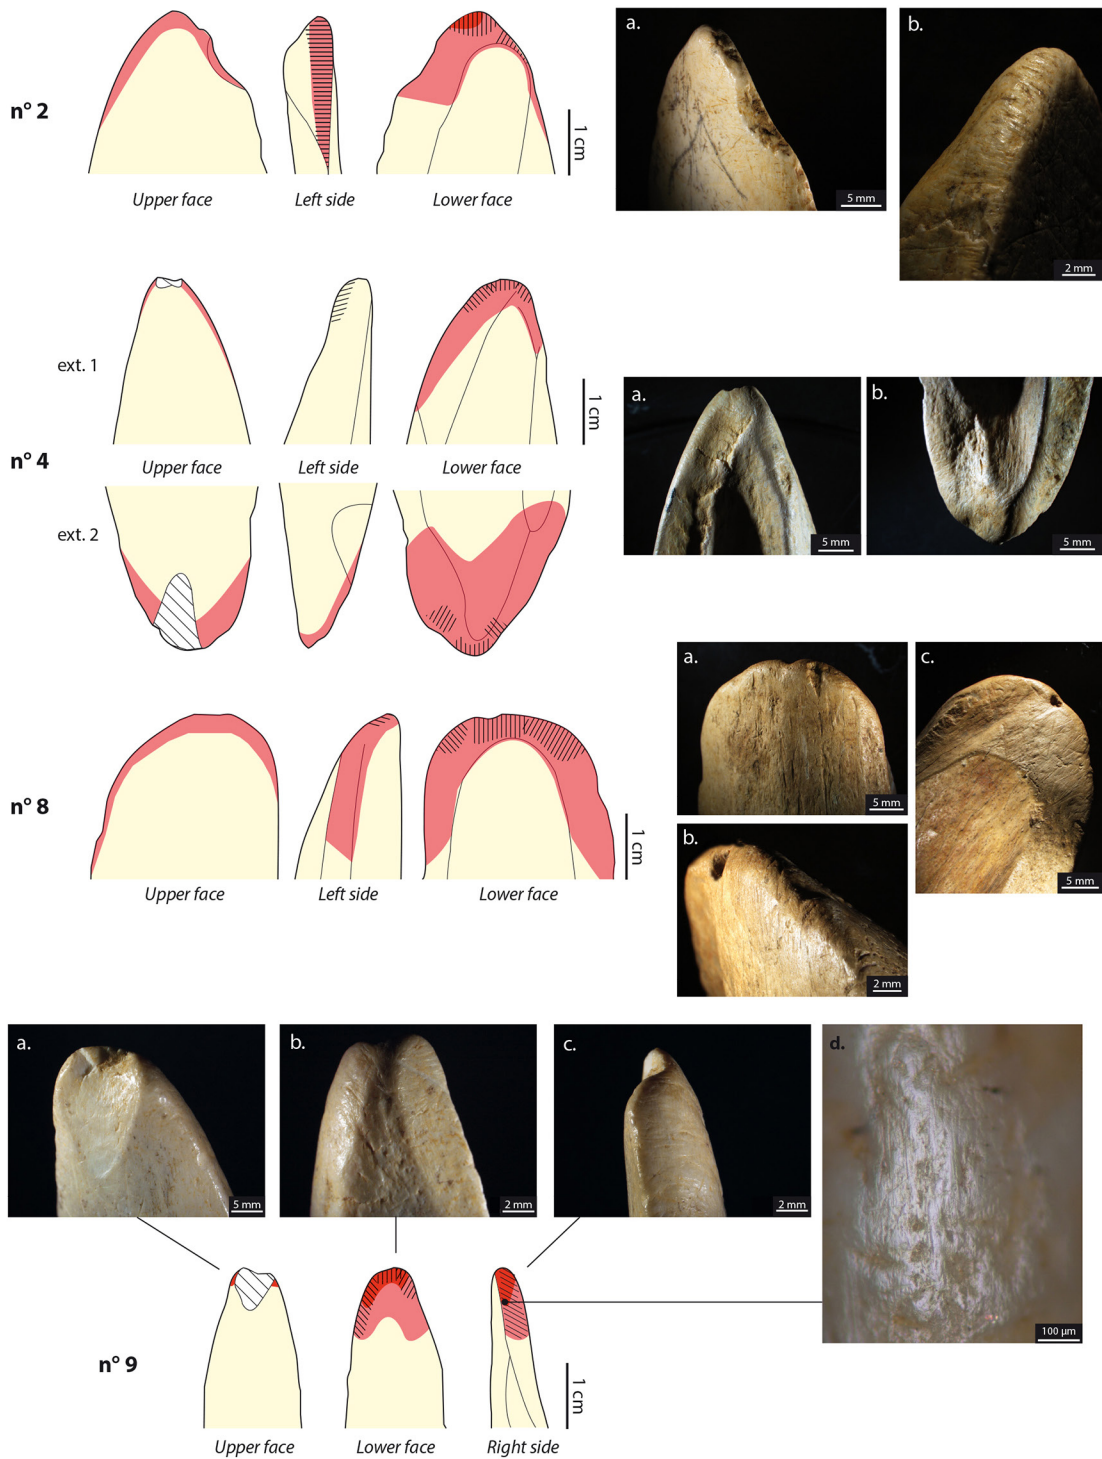 a.
b.
n° 2
1 cm
5 mm
Upper face
Left side
Lower face
2 mm
ext. 1
1 cm
a.
b.
n° 4
Upper face
Left side
Lower face
ext. 2
5 mm
5 mm
a.
c.
n° 8
1 cm
5 mm
b.
Upper face
Left side
Lower face
5 mm
2 mm
a.
b.
c.
d.
5 mm
2 mm
2 mm
100 µm
n° 9
1 cm
Upper face
Lower face
Right side